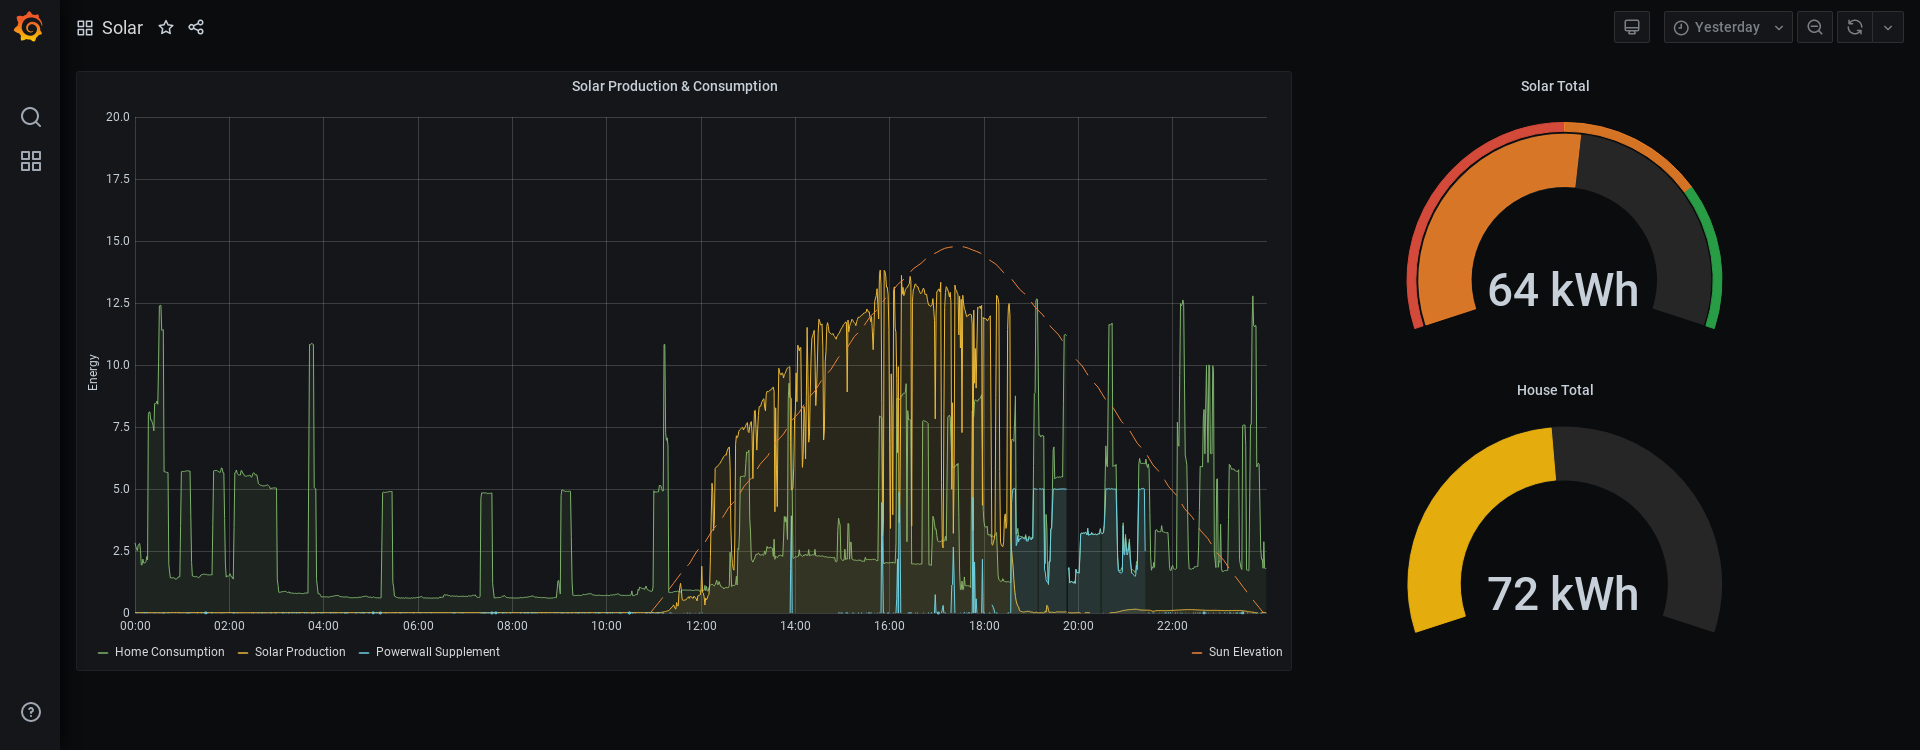 Solar
Yesterday
Solar Production & Consumption
20.0
17.5
15.0
12.5
10.0
7.5
5.0
2.5
0
Energy
00:00 02:00 04:00 06:00 08:00 10:00 12:00 14:00 16:00 18:00 20:00 22:00
Home Consumption Solar Production Powerwall Supplement Sun Elevation
Solar Total
64 kWh
House Total
72 kWh